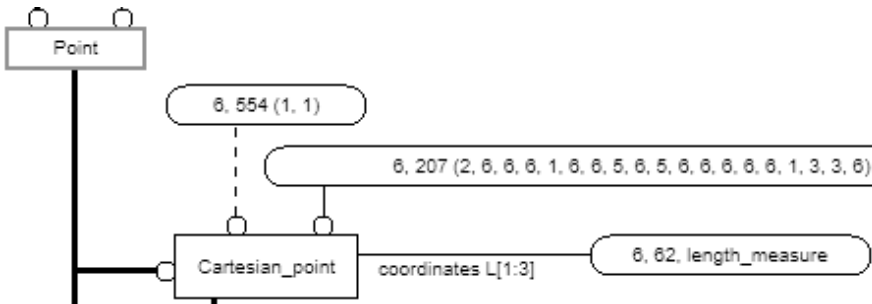 Point
6, 554 (1, 1)
6, 207 (2, 6, 6, 6, 1, 6, 6, 5, 6, 5, 6, 6, 6, 6, 6, 1, 3, 3, 6)
Cartesian_point
coordinates L[1:3]
6, 62, length_measure